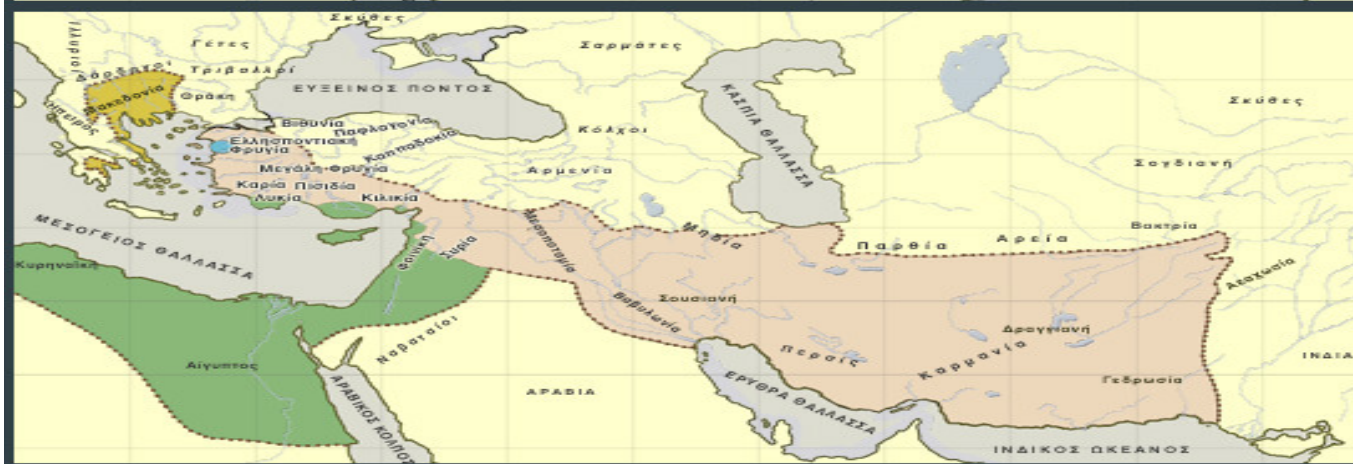 Σκύθες
Ιλλυριοί
Γέτες
Σαρμάτες
Δάρδανοι
Τριβαλλοί
Μακεδονία
Θράκη
ΕΥΞΕΙΝΟΣ ΠΟΝΤΟΣ
ΚΑΣΠΙΑ ΘΑΛΑΣΣΑ
Σκύθες
Ήπειρος
Βιθυνία
Παφλαγονία
Κόλχοι
Ελλησποντιακή
Φρυγία
Καππαδοκία
Σογδιανή
Μεγάλη Φρυγία
Αρμενία
Καρία
Πισιδία
Λυκία
Κιλικία
ΜΕΣΟΓΕΙΟΣ ΘΑΛΑΣΣΑ
Μεσοποταμία
Μηδία
Παρθία
Αρεία
Βακτρία
Κυρηναϊκή
Φοινίκη
Συρία
Αραχωσία
Βαβυλωνία
Σουσιανή
Δραγγιανή
Ναβαταίοι
Περσίς
Καρμανία
ΙΝΔΙΑ
Αίγυπτος
ΑΡΑΒΙΑ
ΕΡΥΘΡΑ ΘΑΛΑΣΣΑ
Γεδρωσία
ΑΡΑΒΙΚΟΣ ΚΟΛΠΟΣ
ΙΝΔΙΚΟΣ ΩΚΕΑΝΟΣ